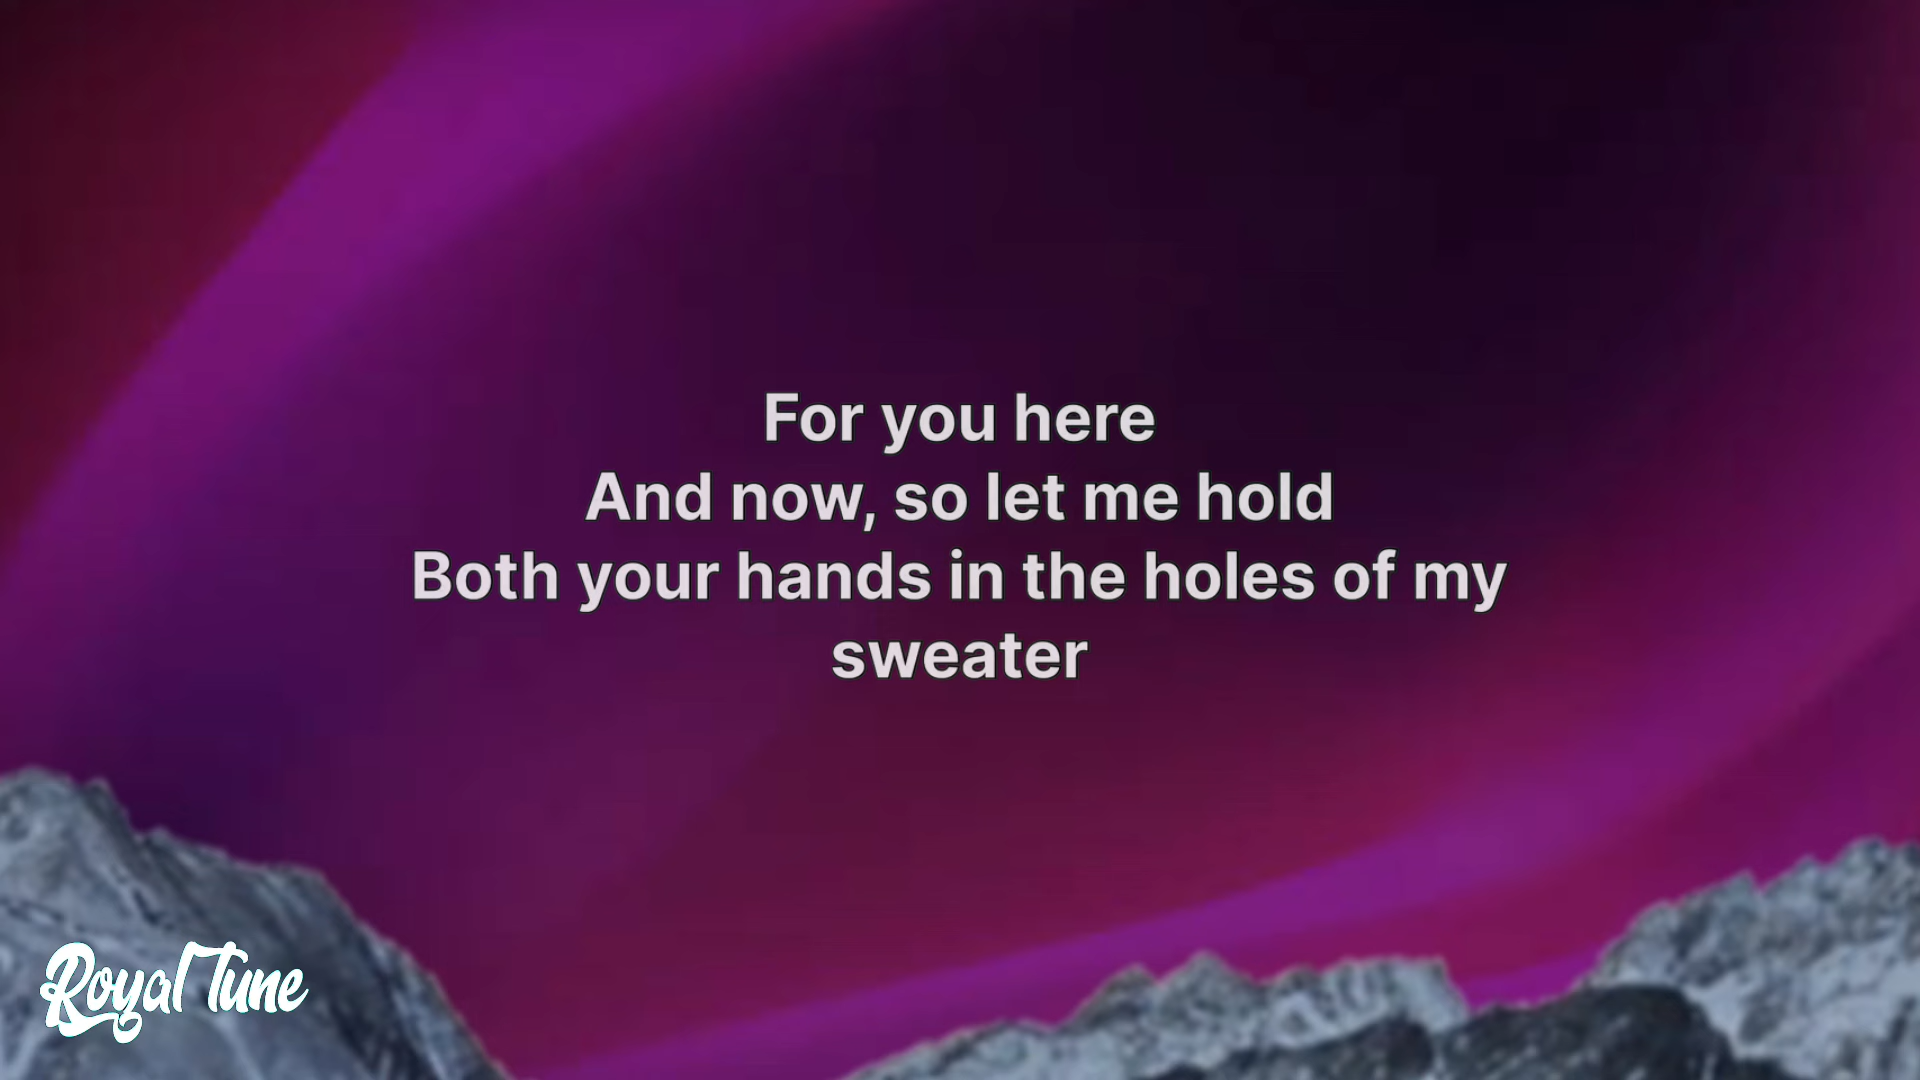 For you here
And now, so let me hold
Both your hands in the holes of my
sweater
Royal Tune